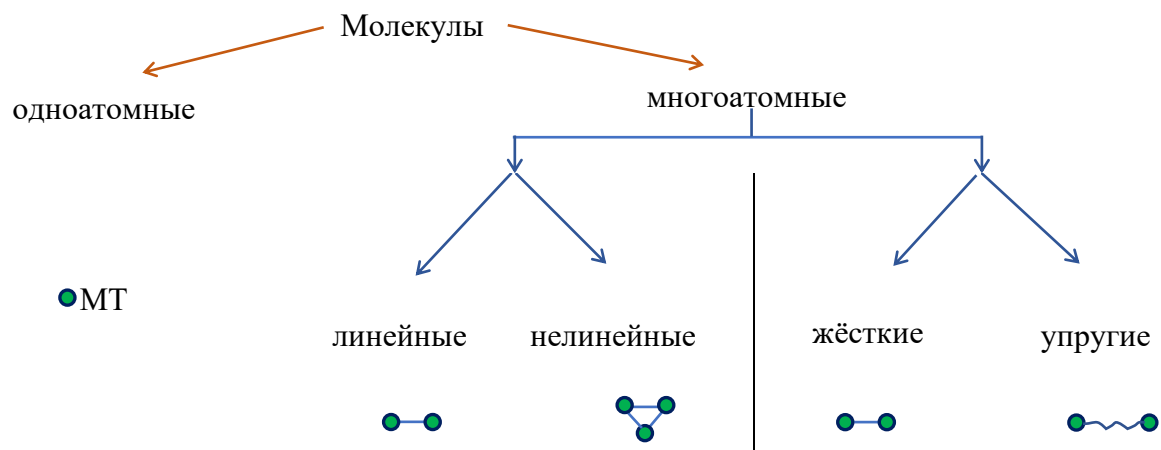 Молекулы
одноатомные
многоатомные
МТ
линейные
нелинейные
жёсткие
упругие